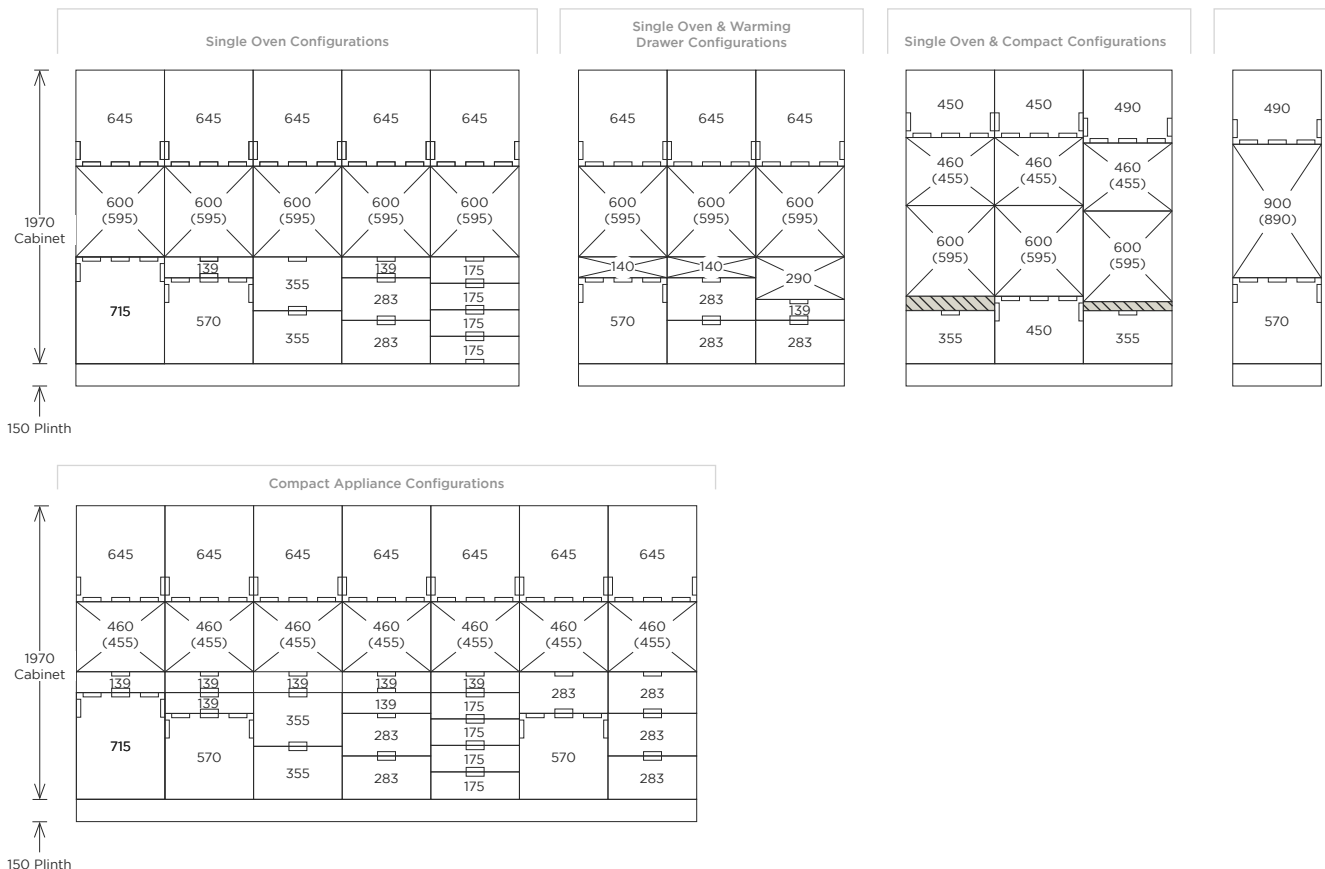 Single Oven Configurations
Single Oven & Warming
Drawer Configurations
Single Oven & Compact Configurations
645 645 645 645 645
645 645 645
450 450 490
490
600 600 600 600 600
(595) (595) (595) (595) (595)
600 600 600
(595) (595) (595)
460 460 460
(455) (455) (455)
900
(890)
1970
Cabinet
600 600 600
(595) (595) (595)
139 355 139 175
140 140 290
715 570 283 175
570 283 139
175
355 283 175
283 283
355 450 355
570
150 Plinth
Compact Appliance Configurations
645 645 645 645 645 645 645
460 460 460 460 460 460 460
(455) (455) (455) (455) (455) (455) (455)
1970
Cabinet
139 139 139 139 139 283 283
139 355 139 175
715 570 283 175 570 283
175
355 283 175 283
150 Plinth